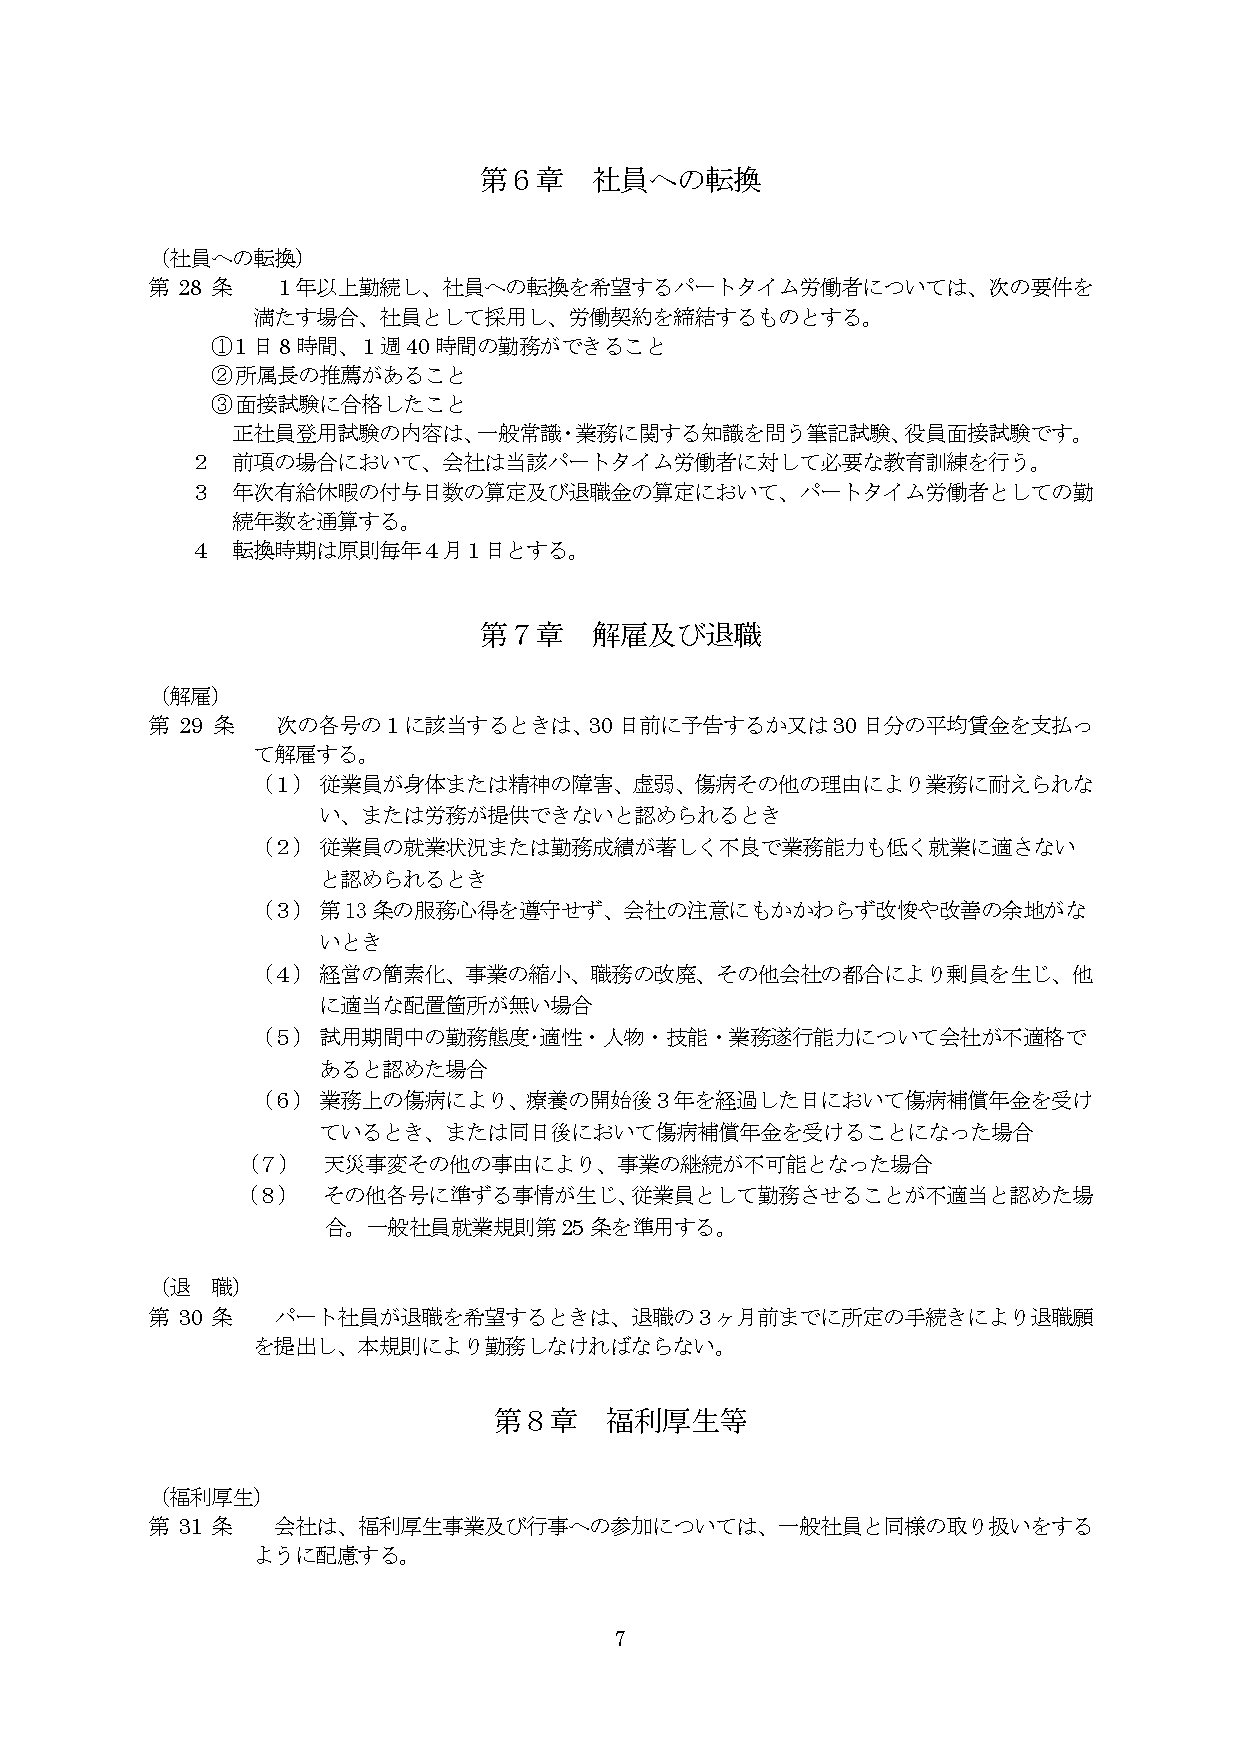 第６章　社員への転換
（社員への転換）
第 28 条　　１年以上勤続し、社員への転換を希望するパートタイム労働者については、次の要件を
満たす場合、社員として採用し、労働契約を締結するものとする。
①1 日 8 時間、1 週 40 時間の勤務ができること
②所属長の推薦があること
③面接試験に合格したこと
正社員登用試験の内容は、一般常識・業務に関する知識を問う筆記試験、役員面接試験です。
２　前項の場合において、会社は当該パートタイム労働者に対して必要な教育訓練を行う。
３　年次有給休暇の付与日数の算定及び退職金の算定において、パートタイム労働者としての勤
続年数を通算する。
４　転換時期は原則毎年４月１日とする。
第７章　解雇及び退職
（解雇）
第 29 条　　次の各号の１に該当するときは、30 日前に予告するか又は 30 日分の平均賃金を支払っ
て解雇する。
（１） 従業員が身体または精神の障害、虚弱、傷病その他の理由により業務に耐えられな
い、または労務が提供できないと認められるとき
（２） 従業員の就業状況または勤務成績が著しく不良で業務能力も低く就業に適さない
と認められるとき
（３） 第 13 条の服務心得を遵守せず、会社の注意にもかかわらず改悛や改善の余地がな
いとき
（４） 経営の簡素化、事業の縮小、職務の改廃、その他会社の都合により剰員を生じ、他
に適当な配置箇所が無い場合
（５） 試用期間中の勤務態度・適性・人物・技能・業務遂行能力について会社が不適格で
あると認めた場合
（６） 業務上の傷病により、療養の開始後３年を経過した日において傷病補償年金を受け
ているとき、または同日後において傷病補償年金を受けることになった場合
（７）　天災事変その他の事由により、事業の継続が不可能となった場合
（８）　その他各号に準ずる事情が生じ、従業員として勤務させることが不適当と認めた場
合。一般社員就業規則第 25 条を準用する。
（退　職）
第 30 条　　パート社員が退職を希望するときは、退職の３ヶ月前までに所定の手続きにより退職願
を提出し、本規則により勤務しなければならない。
第８章　福利厚生等
（福利厚生）
第 31 条　　会社は、福利厚生事業及び行事への参加については、一般社員と同様の取り扱いをする
ように配慮する。
7